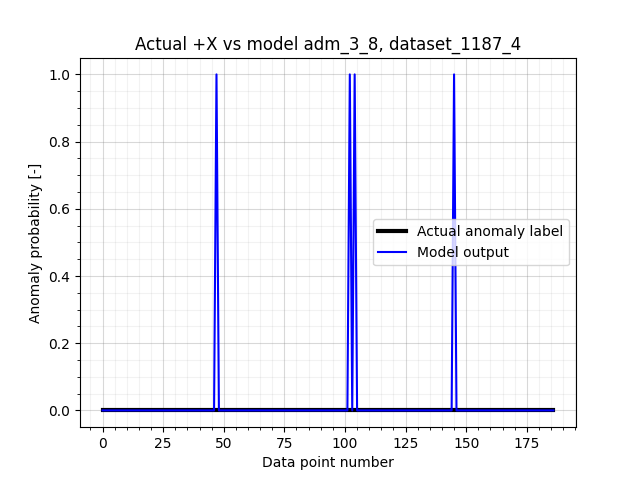 Actual +X vs model adm_3_8, dataset_1187_4
1.0
0.8
0.6
0.4
0.2
0.0
Anomaly probability [-]
Actual anomaly label
Model output
0 25 50 75 100 125 150 175
Data point number